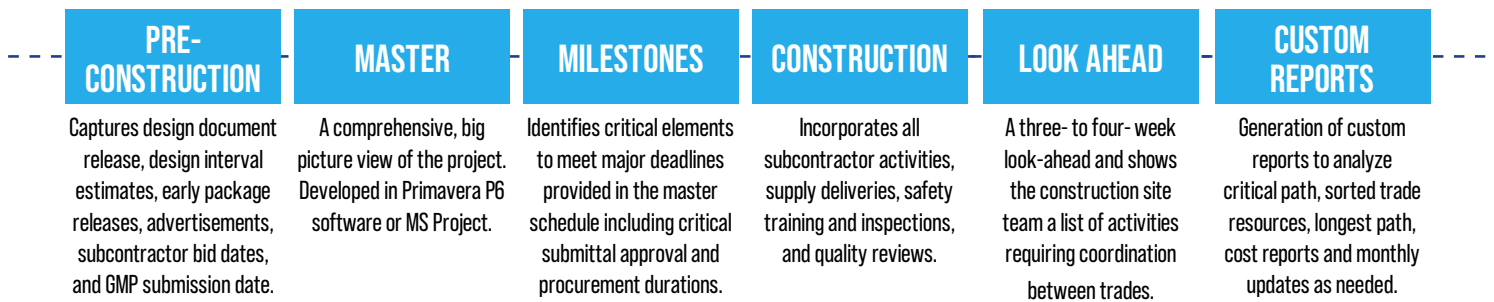 PRE-
CONSTRUCTION
Captures design document
release, design interval
estimates, early package
releases, advertisements,
subcontractor bid dates,
and GMP submission date.
MASTER
A comprehensive, big
picture view of the project.
Developed in Primavera P6
software or MS Project.
MILESTONES
Identifies critical elements
to meet major deadlines
provided in the master
schedule including critical
submittal approval and
procurement durations.
CONSTRUCTION
Incorporates all
subcontractor activities,
supply deliveries, safety
training and inspections,
and quality reviews.
LOOK AHEAD
A three- to four- week
look-ahead and shows
the construction site
team a list of activities
requiring coordination
between trades.
CUSTOM
REPORTS
Generation of custom
reports to analyze
critical path, sorted trade
resources, longest path,
cost reports and monthly
updates as needed.